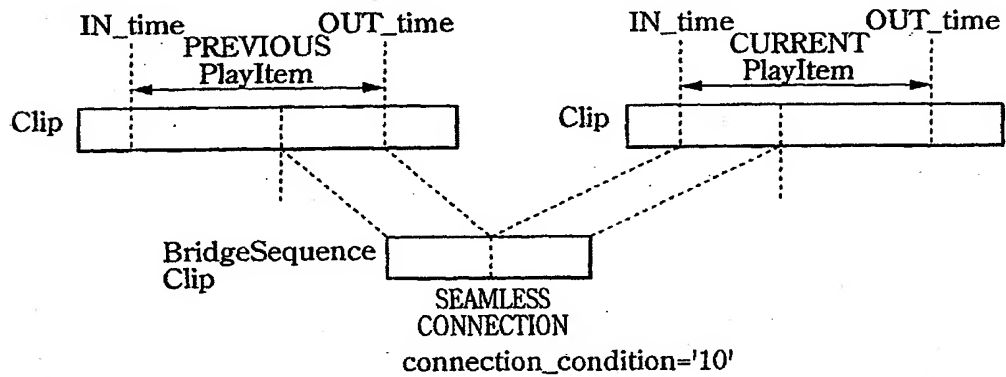 IN_time OUT_time
PREVIOUS
PlayItem
Clip
IN_time OUT_time
CURRENT
PlayItem
Clip
BridgeSequence
Clip
SEAMLESS
CONNECTION
connection_condition='10'